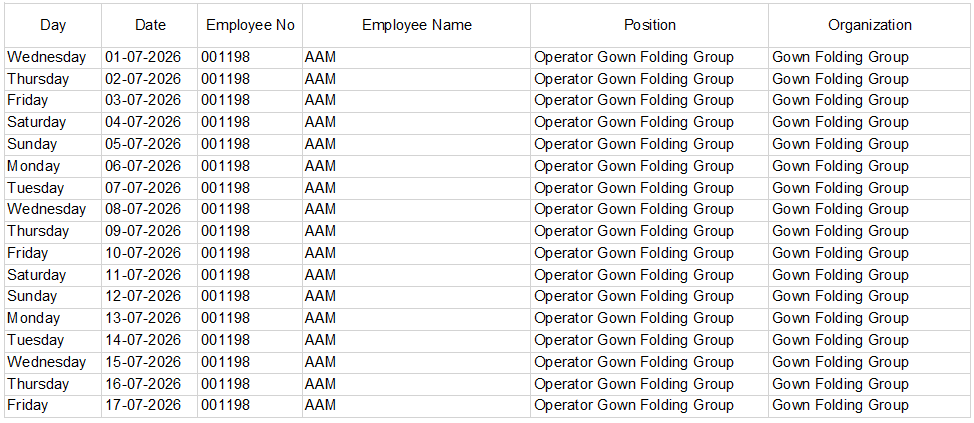 Day Date Employee No Employee Name Position Organization
Wednesday 01-07-2026 001198 AAM Operator Gown Folding Group Gown Folding Group
Thursday 02-07-2026 001198 AAM Operator Gown Folding Group Gown Folding Group
Friday 03-07-2026 001198 AAM Operator Gown Folding Group Gown Folding Group
Saturday 04-07-2026 001198 AAM Operator Gown Folding Group Gown Folding Group
Sunday 05-07-2026 001198 AAM Operator Gown Folding Group Gown Folding Group
Monday 06-07-2026 001198 AAM Operator Gown Folding Group Gown Folding Group
Tuesday 07-07-2026 001198 AAM Operator Gown Folding Group Gown Folding Group
Wednesday 08-07-2026 001198 AAM Operator Gown Folding Group Gown Folding Group
Thursday 09-07-2026 001198 AAM Operator Gown Folding Group Gown Folding Group
Friday 10-07-2026 001198 AAM Operator Gown Folding Group Gown Folding Group
Saturday 11-07-2026 001198 AAM Operator Gown Folding Group Gown Folding Group
Sunday 12-07-2026 001198 AAM Operator Gown Folding Group Gown Folding Group
Monday 13-07-2026 001198 AAM Operator Gown Folding Group Gown Folding Group
Tuesday 14-07-2026 001198 AAM Operator Gown Folding Group Gown Folding Group
Wednesday 15-07-2026 001198 AAM Operator Gown Folding Group Gown Folding Group
Thursday 16-07-2026 001198 AAM Operator Gown Folding Group Gown Folding Group
Friday 17-07-2026 001198 AAM Operator Gown Folding Group Gown Folding Group